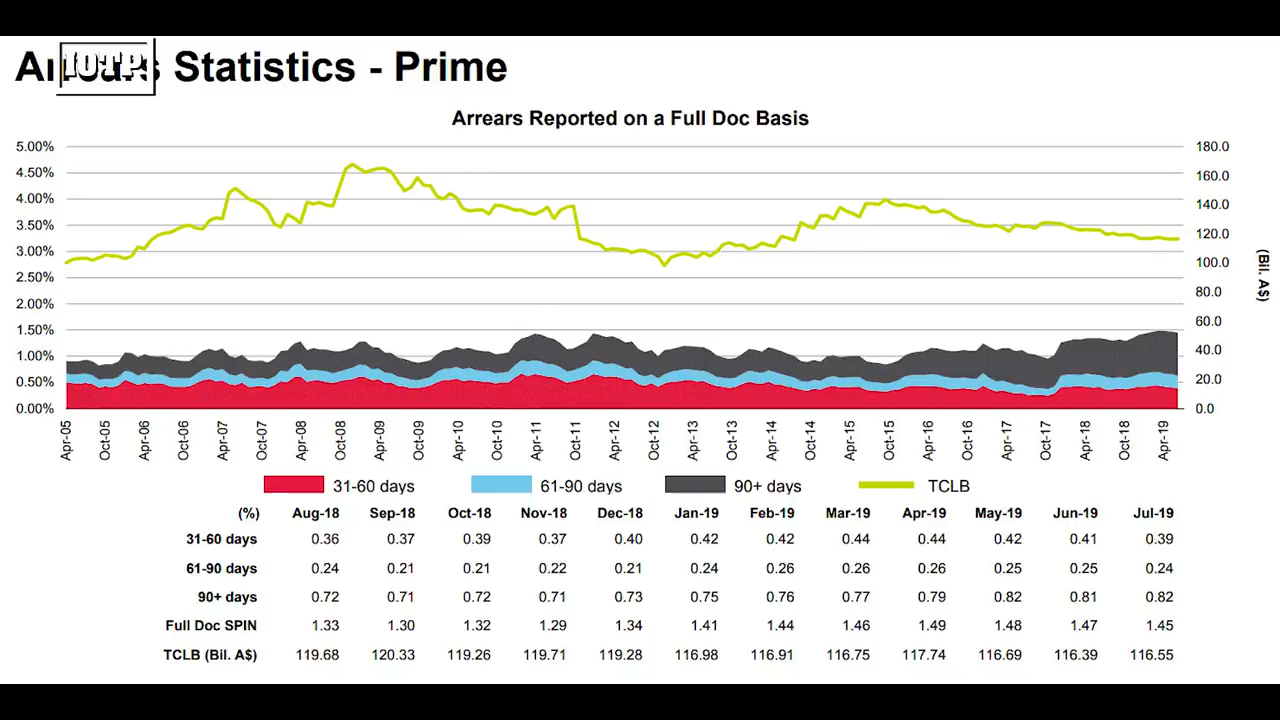 Arrears Statistics - Prime
IOTP
Arrears Reported on a Full Doc Basis
5.00% 180.0
4.50% 160.0
4.00% 140.0
3.50% 120.0
3.00% 100.0
2.50% 80.0
2.00% 60.0
1.50% 40.0
1.00% 20.0
0.50% 0.0
0.00%
(Bil. A$)
Apr-05 Oct-05 Apr-06 Oct-06 Apr-07 Oct-07 Apr-08 Oct-08 Apr-09 Oct-09 Apr-10 Oct-10 Apr-11 Oct-11 Apr-12 Oct-12 Apr-13 Oct-13 Apr-14 Oct-14 Apr-15 Oct-15 Apr-16 Oct-16 Apr-17 Oct-17 Apr-18 Oct-18 Apr-19
31-60 days 61-90 days 90+ days TCLB
(%) Aug-18 Sep-18 Oct-18 Nov-18 Dec-18 Jan-19 Feb-19 Mar-19 Apr-19 May-19 Jun-19 Jul-19
31-60 days 0.36 0.37 0.39 0.37 0.40 0.42 0.42 0.44 0.44 0.42 0.41 0.39
61-90 days 0.24 0.21 0.21 0.22 0.21 0.24 0.26 0.26 0.26 0.25 0.25 0.24
90+ days 0.72 0.71 0.72 0.71 0.73 0.75 0.76 0.77 0.79 0.82 0.81 0.82
Full Doc SPIN 1.33 1.30 1.32 1.29 1.34 1.41 1.44 1.46 1.49 1.48 1.47 1.45
TCLB (Bil. A$) 119.68 120.33 119.26 119.71 119.28 116.98 116.91 116.75 117.74 116.69 116.39 116.55